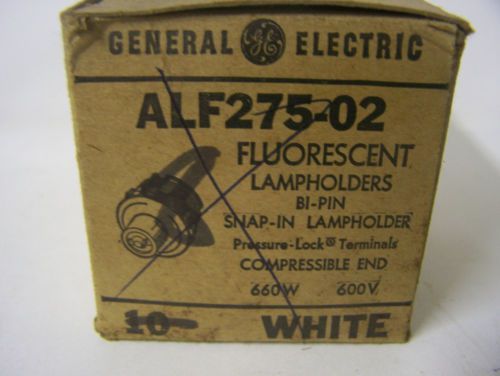 GENERAL GE ELECTRIC
ALF275-02
FLUORESCENT
LAMPHOLDERS
BI-PIN
SNAP-IN LAMPHOLDER
Pressure-Lock® Terminals
COMPRESSIBLE END
660W 600V
10 WHITE